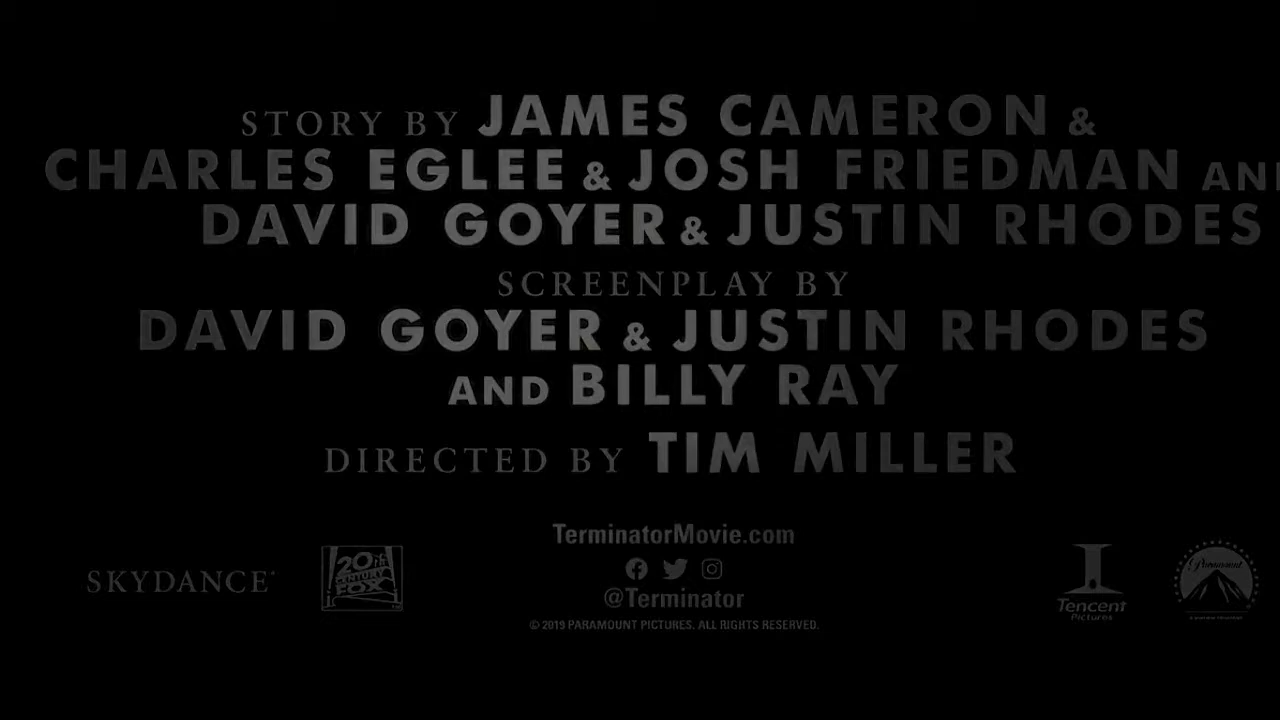 STORY BY JAMES CAMERON &
CHARLES EGLEE & JOSH FRIEDMAN AND
DAVID GOYER & JUSTIN RHODES
SCREENPLAY BY
DAVID GOYER & JUSTIN RHODES
AND BILLY RAY
DIRECTED BY TIM MILLER
TerminatorMovie.com
@Terminator
SKYDANCE
20th
CENTURY
FOX
Tencent
Pictures
Paramount
© 2019 PARAMOUNT PICTURES. ALL RIGHTS RESERVED.